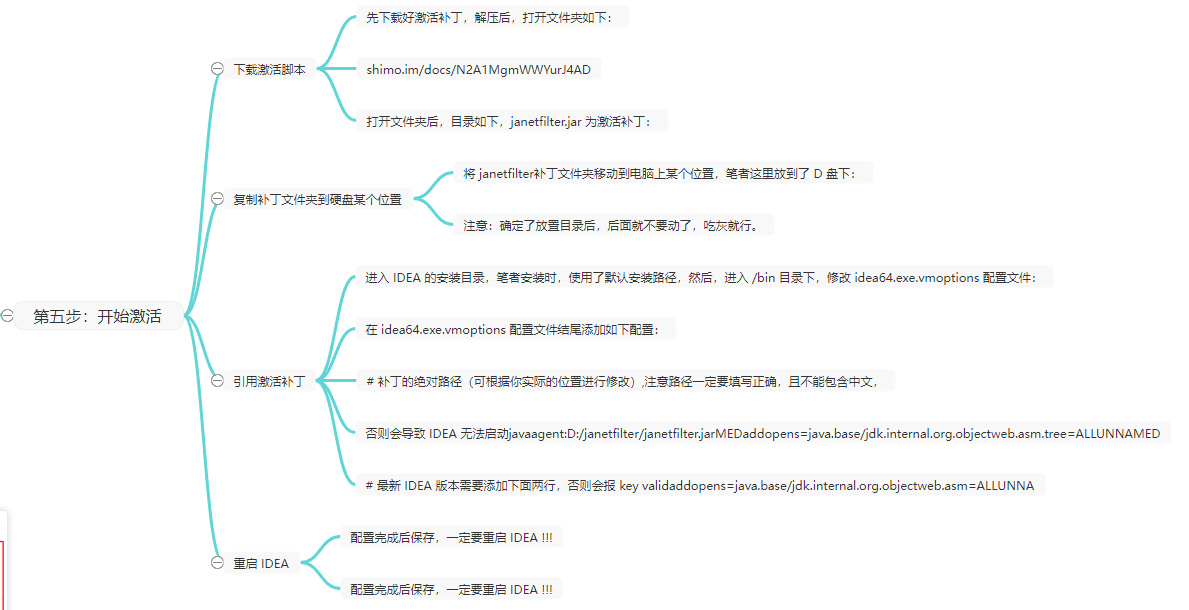 第五步：开始激活
下载激活脚本
先下载好激活补丁，解压后，打开文件夹如下：
shimo.im/docs/N2A1MgmWWYurJ4AD
打开文件夹后，目录如下，janetfilter.jar 为激活补丁：
复制补丁文件夹到硬盘某个位置
将 janetfilter补丁文件夹移动到电脑上某个位置，笔者这里放到了 D 盘下：
注意：确定了放置目录后，后面就不要动了，吃灰就行。
引用激活补丁
进入 IDEA 的安装目录，笔者安装时，使用了默认安装路径，然后，进入 /bin 目录下，修改 idea64.exe.vmoptions 配置文件：
在 idea64.exe.vmoptions 配置文件结尾添加如下配置：
# 补丁的绝对路径（可根据你实际的位置进行修改）,注意路径一定要填写正确，且不能包含中文，
否则会导致 IDEA 无法启动javaagent:D:/janetfilter/janetfilter.jarMEDaddopens=java.base/jdk.internal.org.objectweb.asm.tree=ALLUNNAMED
# 最新 IDEA 版本需要添加下面两行，否则会报 key validaddopens=java.base/jdk.internal.org.objectweb.asm=ALLUNNA
重启 IDEA
配置完成后保存，一定要重启 IDEA !!!
配置完成后保存，一定要重启 IDEA !!!